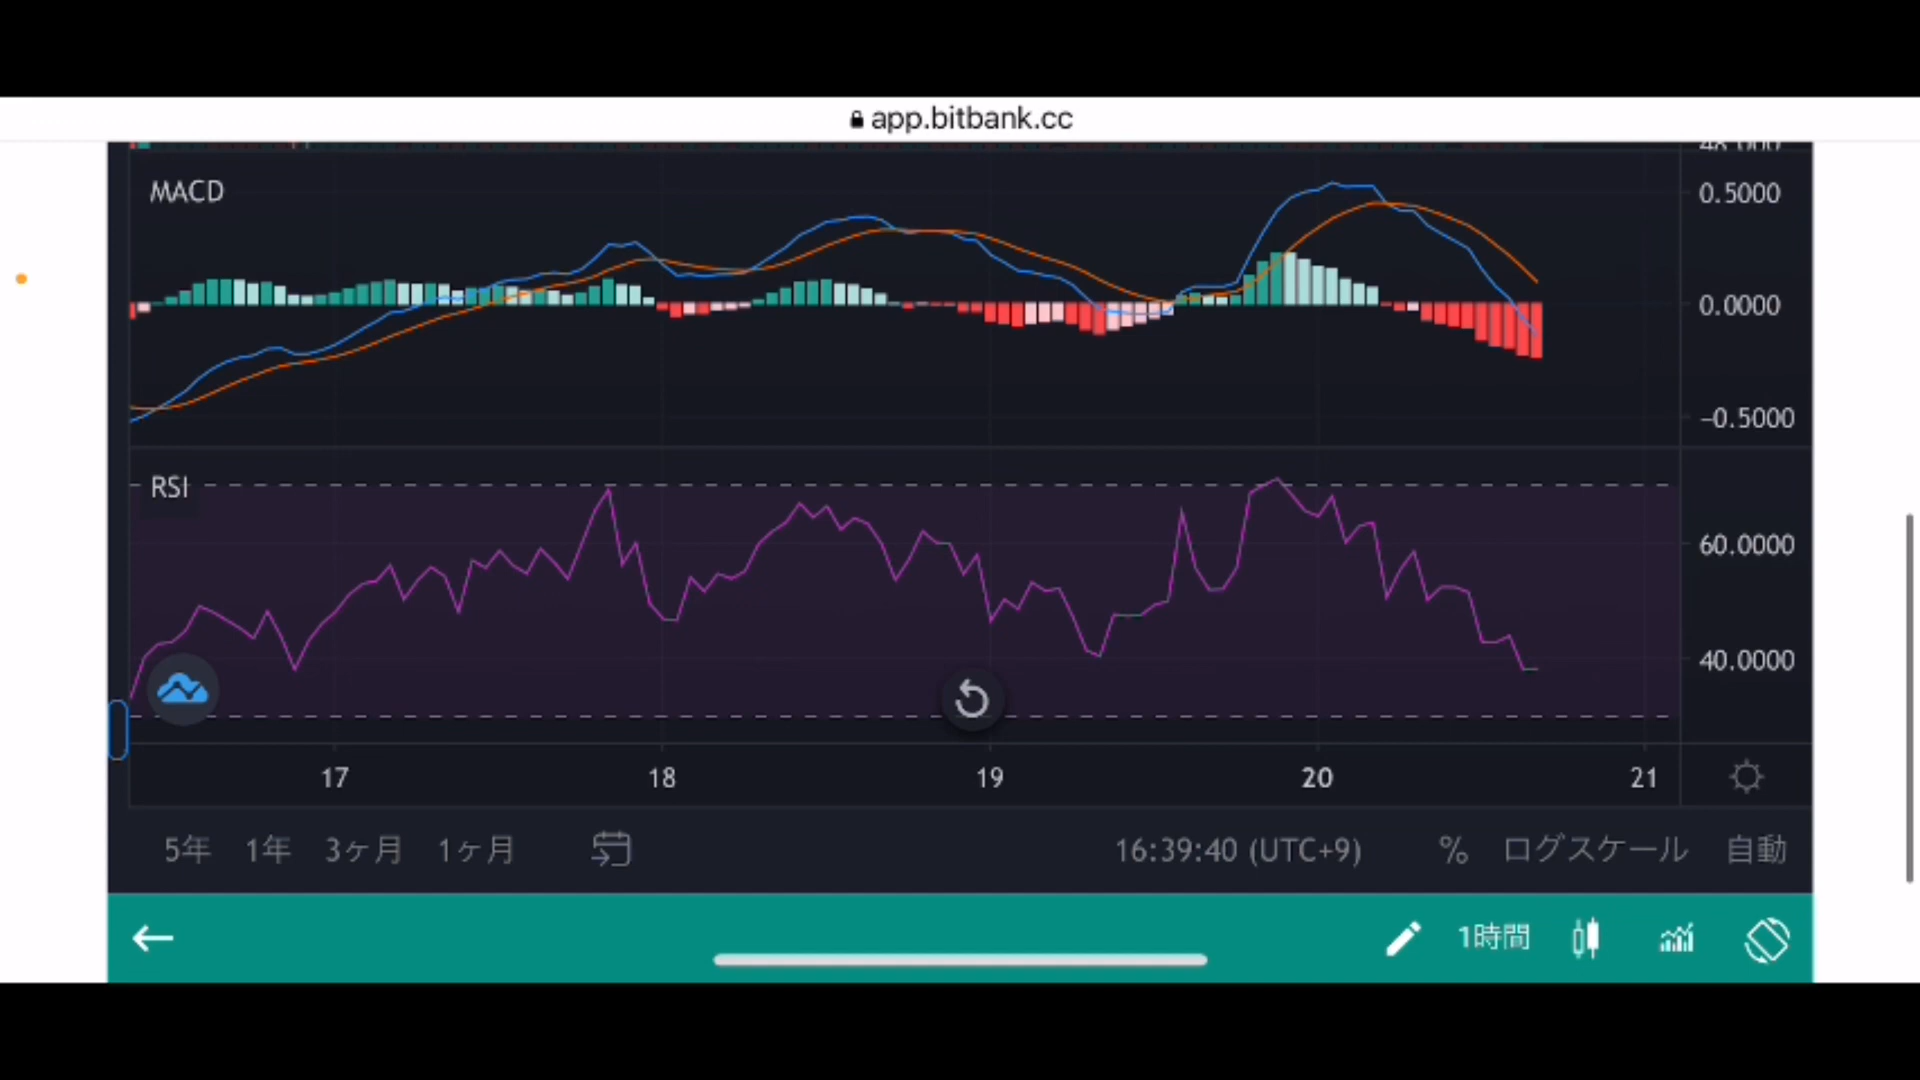 app.bitbank.cc
MACD
0.5000
0.0000
−0.5000
RSI
60.0000
40.0000
17 18 19 20 21
5年 1年 3ヶ月 1ヶ月 16:39:40 (UTC+9) % ログスケール 自動
1時間